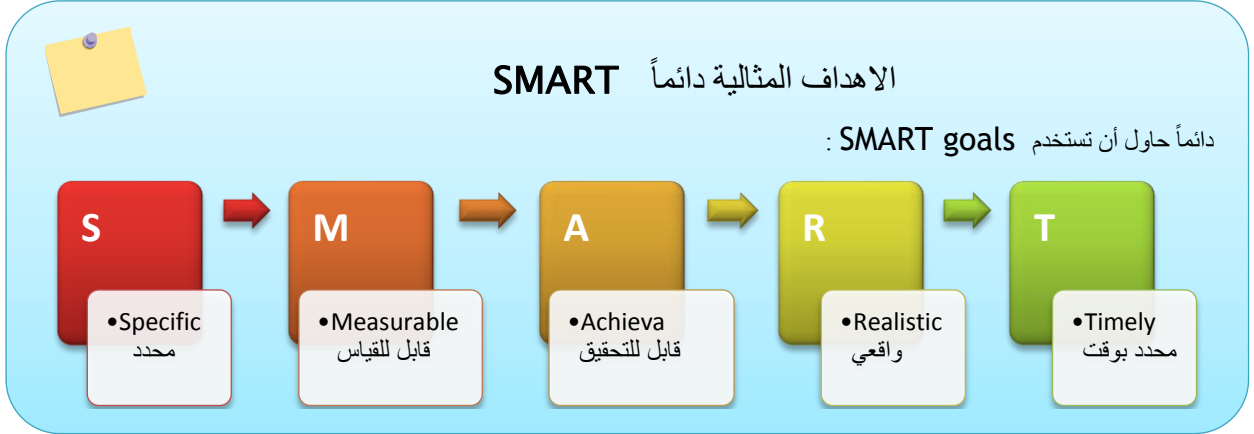 الاهداف المثالية دائماً SMART
دائماً حاول أن تستخدم SMART goals :
S
•Specific
محدد
M
•Measurable
قابل للقياس
A
•Achieva
قابل للتحقيق
R
•Realistic
واقعي
T
•Timely
محدد بوقت